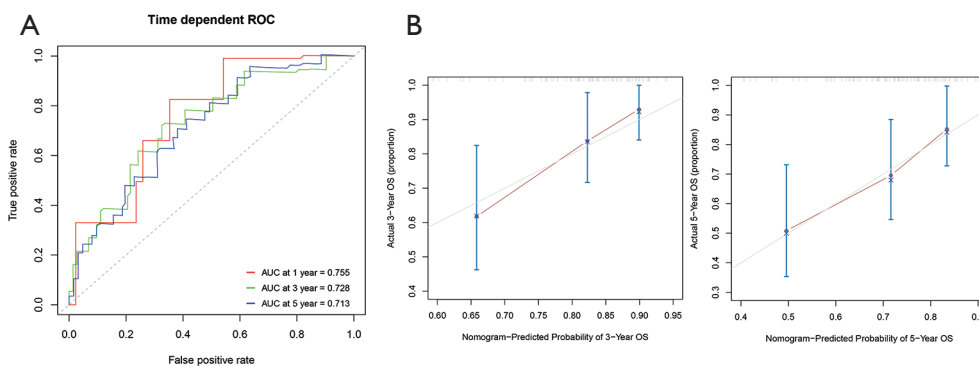 A
Time dependent ROC
True positive rate
1.0
0.8
0.6
0.4
0.2
0.0
0.0 0.2 0.4 0.6 0.8 1.0
False positive rate
AUC at 1 year = 0.755
AUC at 3 year = 0.728
AUC at 5 year = 0.713
B
Actual 3−Year OS (proportion)
1.0
0.9
0.8
0.7
0.6
0.5
0.4
0.60 0.65 0.70 0.75 0.80 0.85 0.90 0.95
Nomogram−Predicted Probability of 3−Year OS
Actual 5−Year OS (proportion)
1.0
0.9
0.8
0.7
0.6
0.5
0.4
0.3
0.4 0.5 0.6 0.7 0.8
Nomogram−Predicted Probability of 5−Year OS